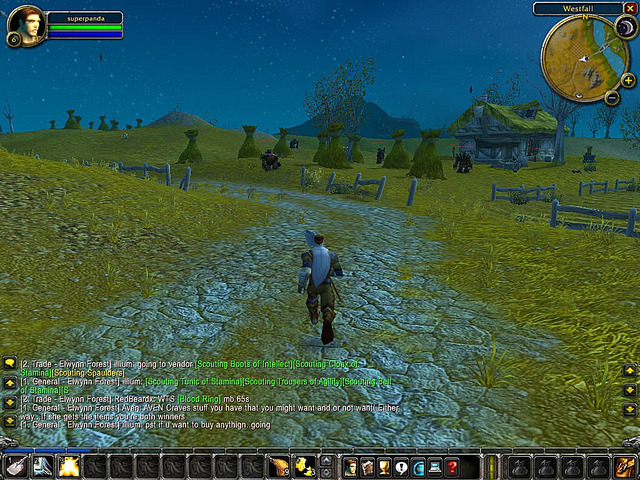 superpanda
6
Westfall
N
[2. Trade - Elwynn Forest] illium: going to vendor [Scouting Boots of Intellect][Scouting Cloak of
Stamina][Scouting Spaulders]
[1. General - Elwynn Forest] illium: [Scouting Tunic of Stamina][Scouting Trousers of Agility][Scouting Belt
of Stamina]S
[2. Trade - Elwynn Forest] RedBeardx: WTS [Blood Ring] mb 65s
[1. General - Elwynn Forest] Aven: AVEN Craves stuff you have that you might want and or not want( Either
way.. If she gets the items you're both winners
[1. General - Elwynn Forest] illium: pst if u want to buy anythign. going